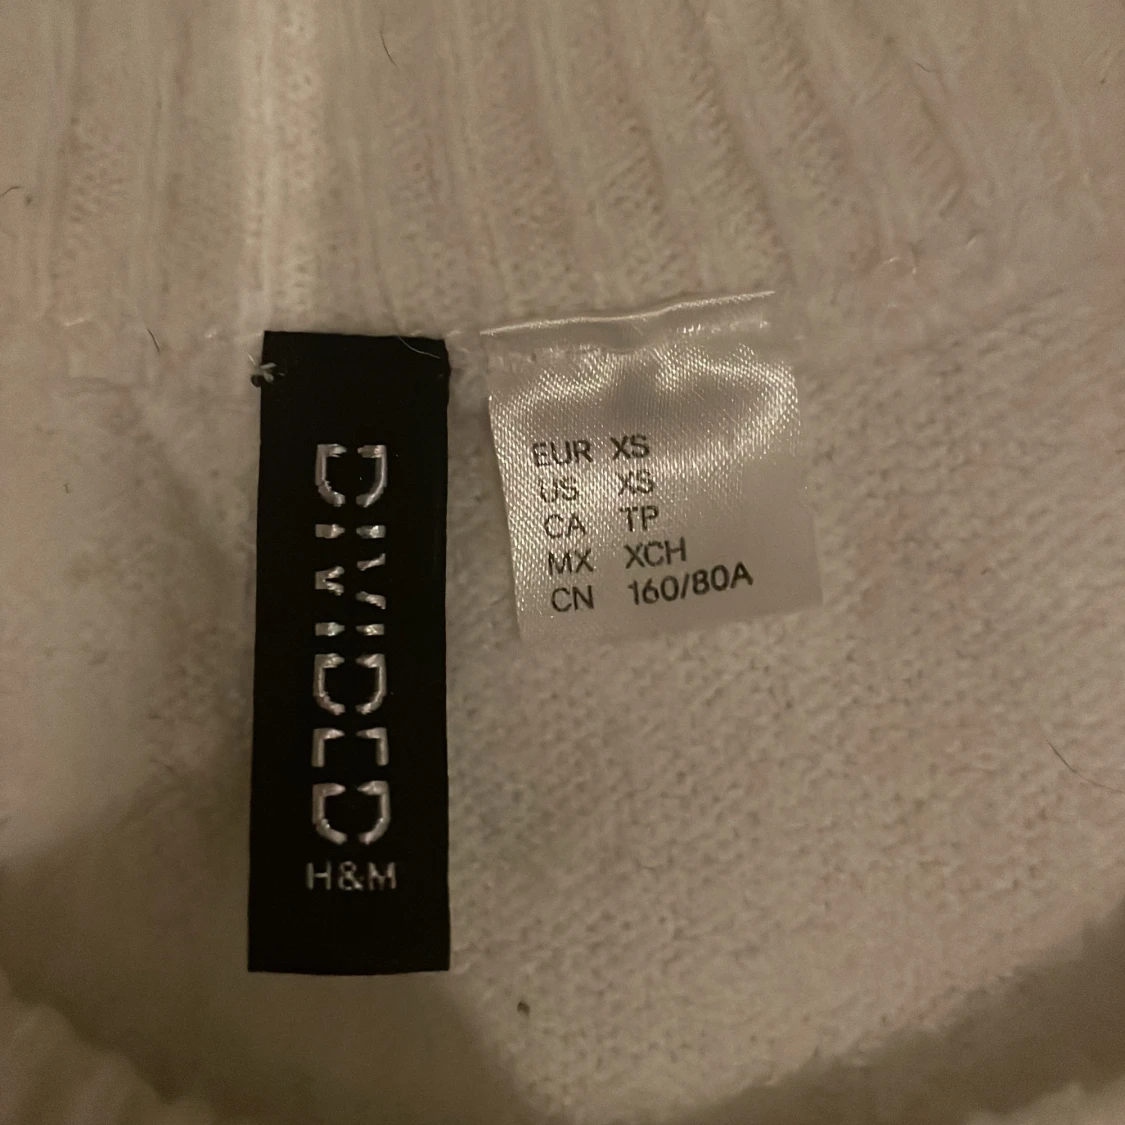 DIVIDED
H&M
EUR XS
US XS
CA TP
MX XCH
CN 160/80A